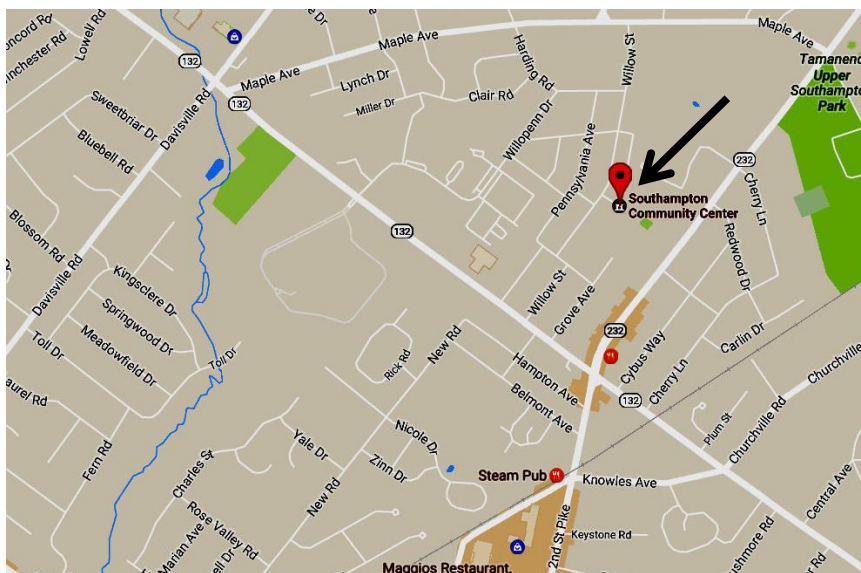 Concord Rd
Lowell Rd
Winchester Rd
132
Maple Ave
Maple Ave
Maple Ave
Harding Rd
Willow St
Tamanend
Upper
Southampton
Park
Lynch Dr
Miller Dr
Clair Rd
132
Davisville Rd
Sweetbriar Dr
Bluebell Rd
Willopenn Dr
Pennsylvania Ave
232
Cherry Ln
Southampton
Community Center
Redwood Dr
Blossom Rd
132
Davisville Rd
Kingsclere Dr
Springwood Dr
Meadowfield Dr
Toll Dr
Toll Dr
Willow St
Grove Ave
232
Carlin Dr
Cybus Way
Cherry Ln
Churchville
Rick Rd
New Rd
Hampton Ave
Belmont Ave
132
Laurel Rd
Plum St
Churchville Rd
Fern Rd
Charles St
Yale Dr
Nicole Dr
Zinn Dr
New Rd
Steam Pub
Knowles Ave
Central Ave
Rose Valley Rd
Marian Ave
2nd St Pike
Keystone Rd
Maggios Restaurant,